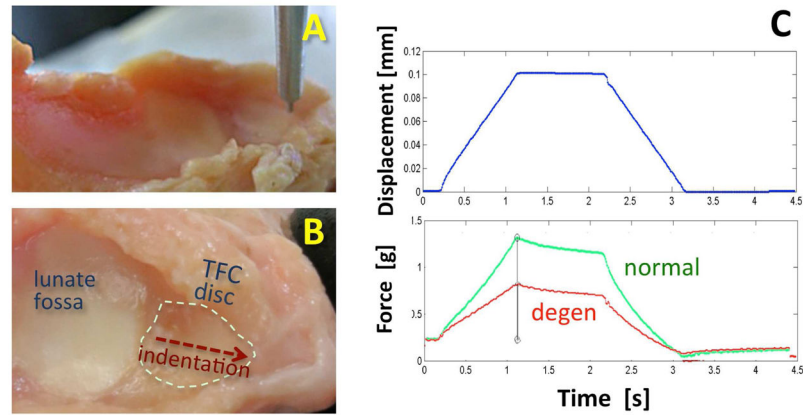 A
B
lunate
fossa
TFC
disc
indentation
C
Displacement [mm]
0.12
0.1
0.08
0.06
0.04
0.02
0
0 0.5 1 1.5 2 2.5 3 3.5 4 4.5
Force [g]
1.5
1
0.5
0
normal
degen
0 0.5 1 1.5 2 2.5 3 3.5 4 4.5
Time [s]